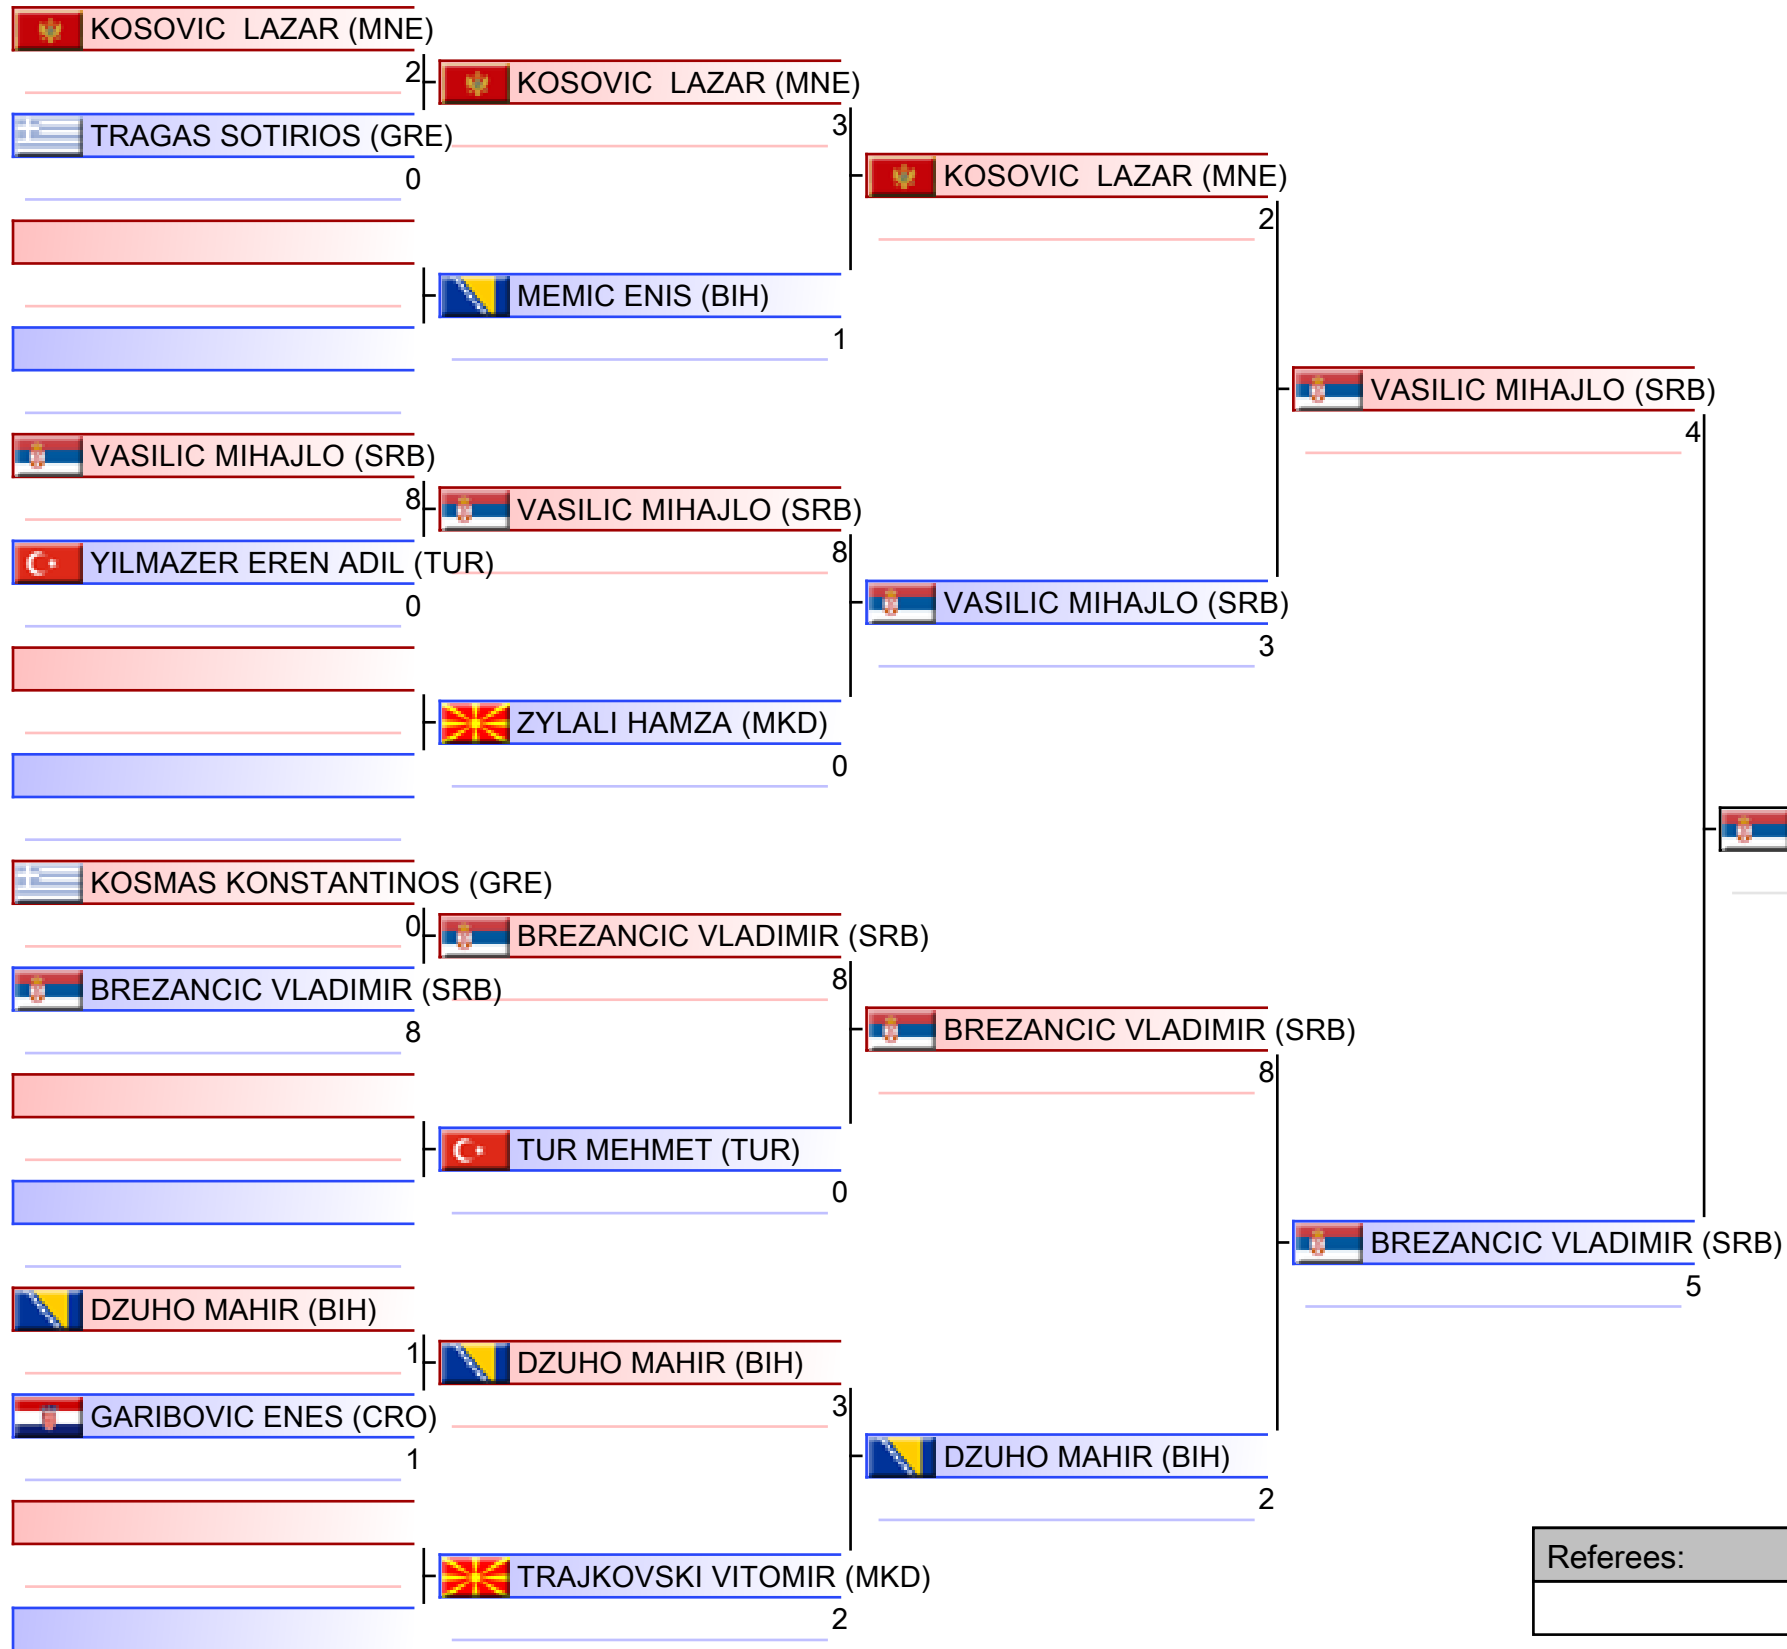 KOSOVIC  LAZAR (MNE)
2
KOSOVIC  LAZAR (MNE)
3
TRAGAS SOTIRIOS (GRE)
0
KOSOVIC  LAZAR (MNE)
2
MEMIC ENIS (BIH)
1
VASILIC MIHAJLO (SRB)
4
VASILIC MIHAJLO (SRB)
8
VASILIC MIHAJLO (SRB)
8
YILMAZER EREN ADIL (TUR)
0
VASILIC MIHAJLO (SRB)
3
ZYLALI HAMZA (MKD)
0
KOSMAS KONSTANTINOS (GRE)
0
BREZANCIC VLADIMIR (SRB)
8
BREZANCIC VLADIMIR (SRB)
8
BREZANCIC VLADIMIR (SRB)
8
TUR MEHMET (TUR)
0
BREZANCIC VLADIMIR (SRB)
5
DZUHO MAHIR (BIH)
1
DZUHO MAHIR (BIH)
3
GARIBOVIC ENES (CRO)
1
DZUHO MAHIR (BIH)
2
TRAJKOVSKI VITOMIR (MKD)
2
Referees: